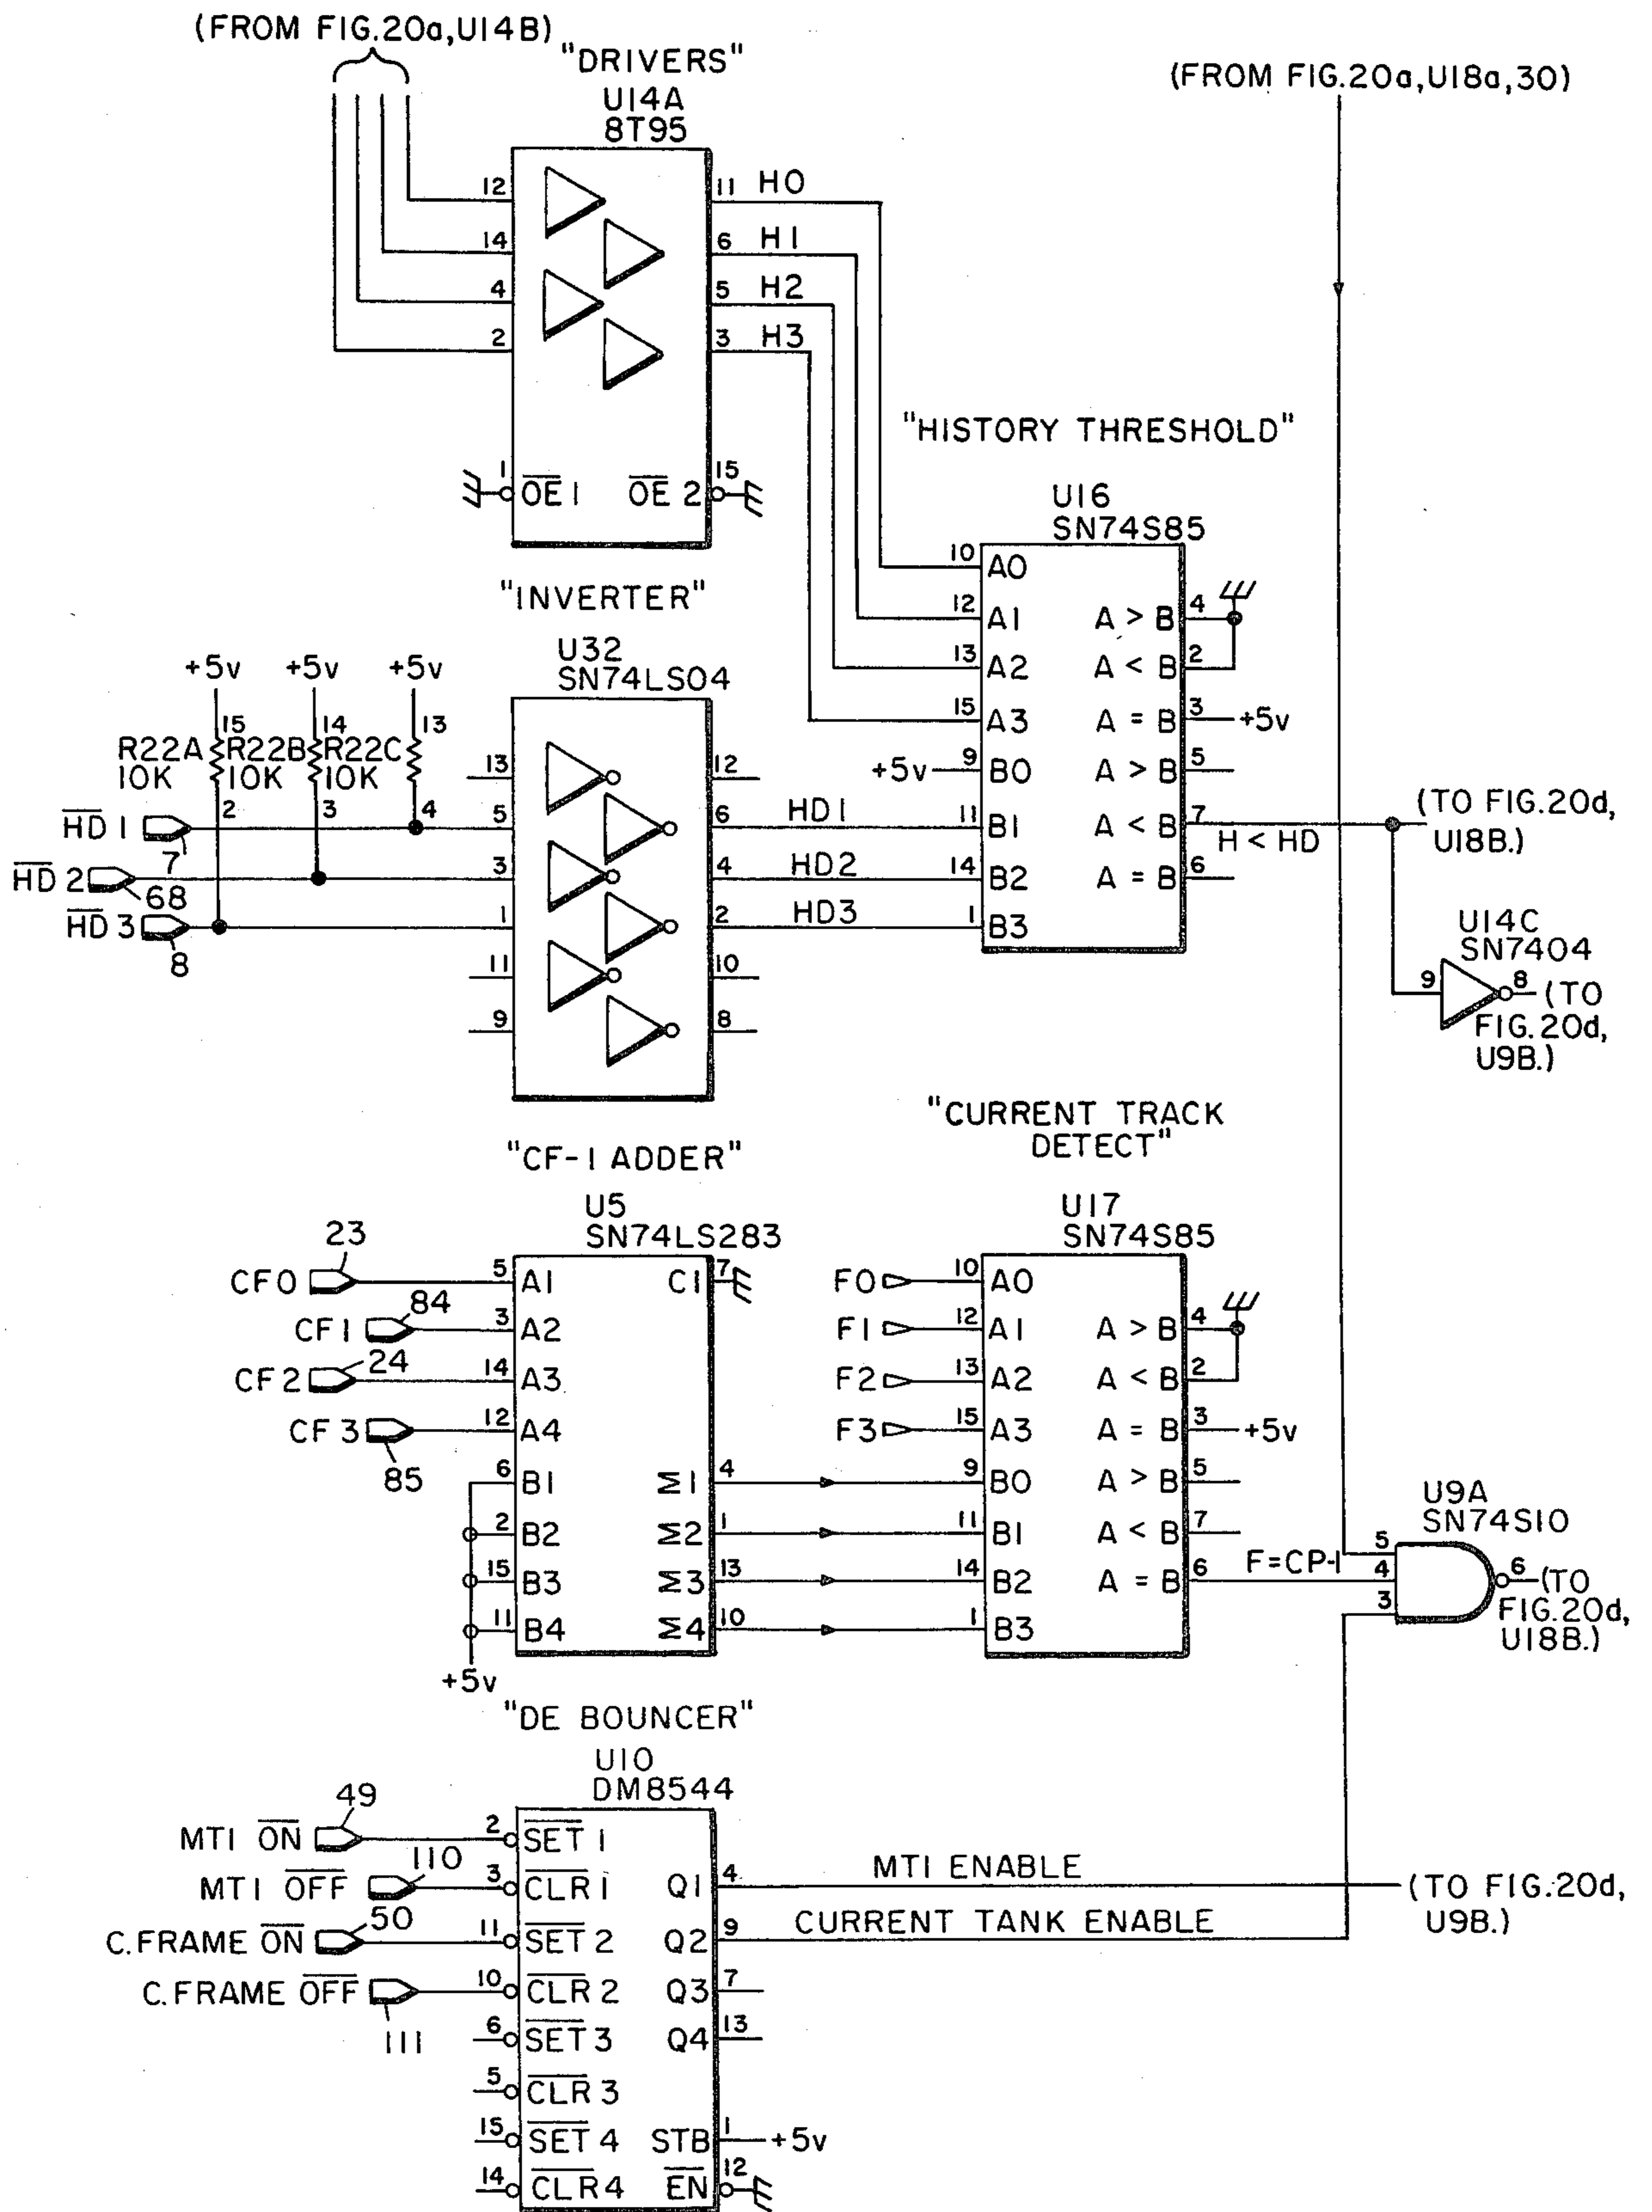 (FROM FIG.20a,U14B)
"DRIVERS"
U14A
8T95
(FROM FIG.20a,U18a,30)
12
11 H0
14
6 H1
4
5 H2
2
3 H3
1
OE 1
OE 2
15
"HISTORY THRESHOLD"
U16
SN74S85
10 A0
12 A1
A > B 4
13 A2
A < B 2
15 A3
A = B 3
+5v
+5v
9 B0
A > B 5
11 B1
A < B 7
H < HD
14 B2
A = B 6
1 B3
(TO FIG.20d,
U18B.)
U14C
SN7404
9
8
(TO
FIG.20d,
U9B.)
"INVERTER"
U32
SN74LS04
+5v
+5v
+5v
15
14
13
R22A
10K
R22B
10K
R22C
10K
2
3
4
HD 1
7
HD 2
68
HD 3
8
13
12
5
6
HD1
3
4
HD2
1
2
HD3
11
10
9
8
"CF-1 ADDER"
U5
SN74LS283
CF0
23
5 A1
C1 7
CF1
84
3 A2
CF2
24
14 A3
CF3
85
12 A4
6 B1
Σ1 4
2 B2
Σ2 1
15 B3
Σ3 13
11 B4
Σ4 10
+5v
"CURRENT TRACK
DETECT"
U17
SN74S85
F0
10 A0
F1
12 A1
A > B 4
F2
13 A2
A < B 2
F3
15 A3
A = B 3
+5v
9 B0
A > B 5
11 B1
A < B 7
14 B2
A = B 6
F=CP-1
1 B3
U9A
SN74S10
5
4
3
6
(TO
FIG.20d,
U18B.)
"DE BOUNCER"
U10
DM8544
MTI ON
49
2 SET 1
MTI OFF
110
3 CLR 1
Q1 4
MTI ENABLE
(TO FIG.20d,
U9B.)
C.FRAME ON
50
11 SET 2
Q2 9
CURRENT TANK ENABLE
C.FRAME OFF
111
10 CLR 2
Q3 7
6 SET 3
Q4 13
5 CLR 3
15 SET 4
STB 1
+5v
14 CLR 4
EN 12